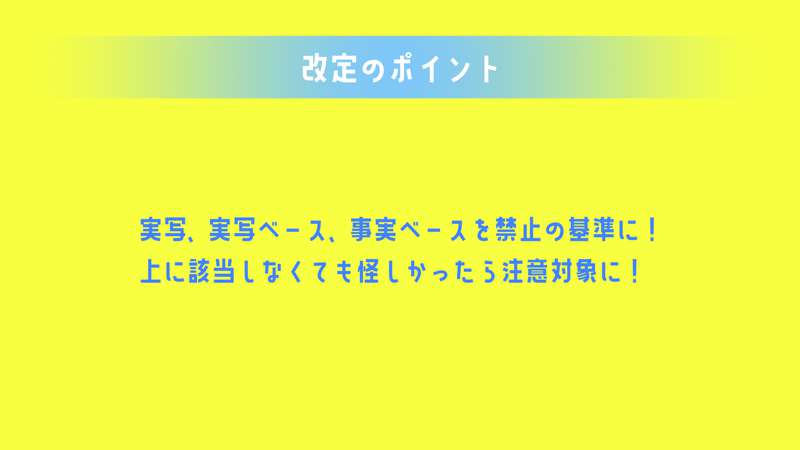 改定のポイント
実写、実写ベース、事実ベースを禁止の基準に！
上に該当しなくても怪しかったら注意対象に！